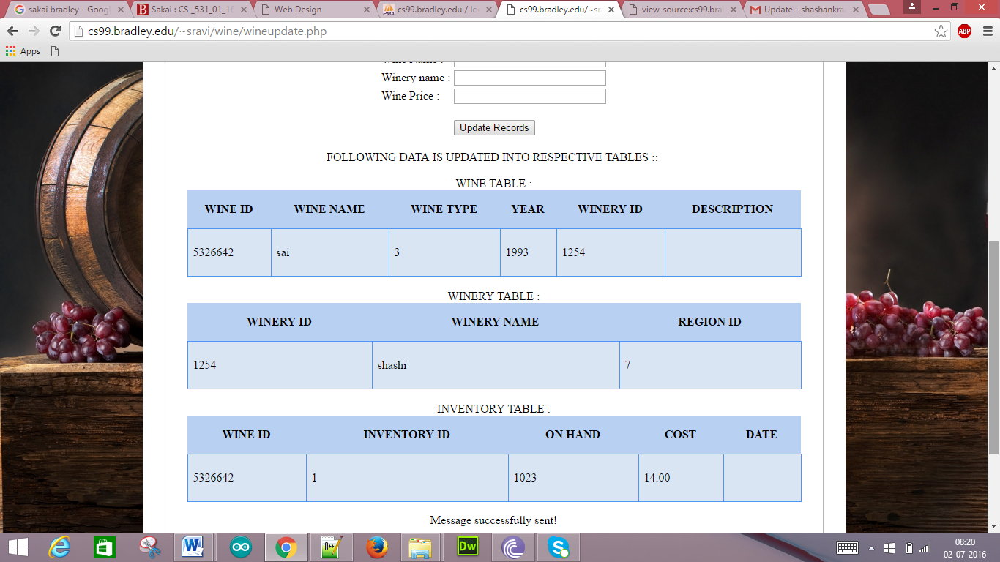 sakai bradley - Googl
Sakai : CS _531_01_16
Web Design
cs99.bradley.edu / lo
cs99.bradley.edu/~sr
view-source:cs99.bra
Update - shashankra
cs99.bradley.edu/~sravi/wine/wineupdate.php
ABP
Apps
Winery name :
Wine Price :
Update Records
FOLLOWING DATA IS UPDATED INTO RESPECTIVE TABLES ::
WINE TABLE :
WINE ID WINE NAME WINE TYPE YEAR WINERY ID DESCRIPTION
5326642 sai 3 1993 1254
WINERY TABLE :
WINERY ID WINERY NAME REGION ID
1254 shashi 7
INVENTORY TABLE :
WINE ID INVENTORY ID ON HAND COST DATE
5326642 1 1023 14.00
Message successfully sent!
08:20
02-07-2016